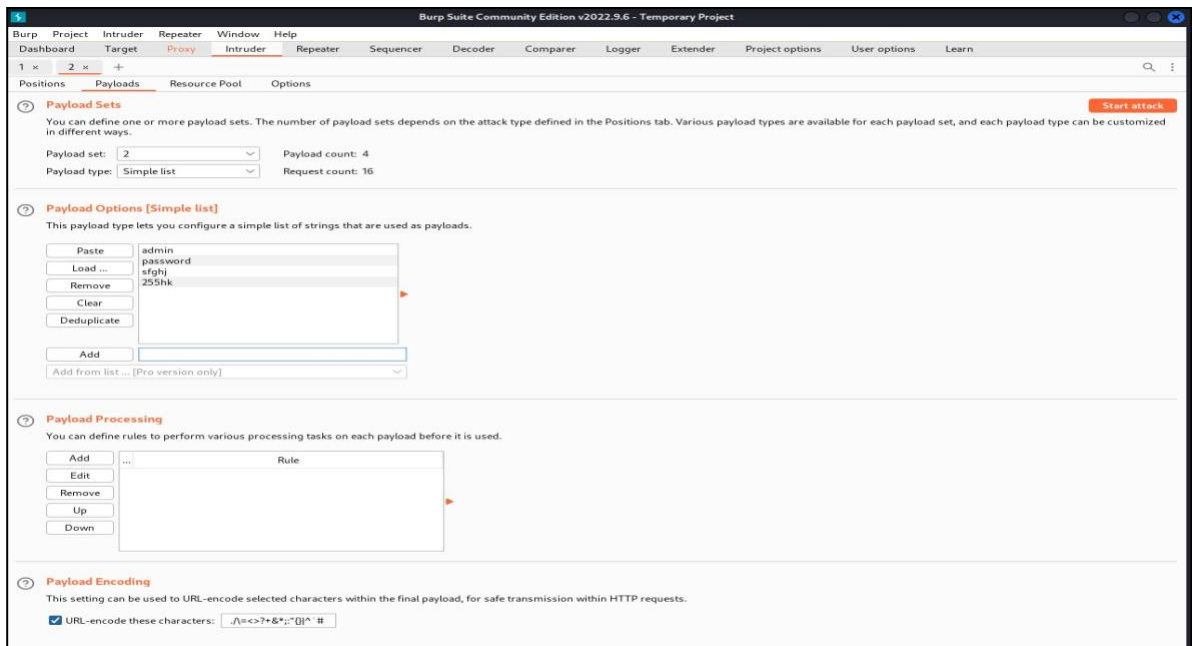 Burp Suite Community Edition v2022.9.6 - Temporary Project
Burp Project Intruder Repeater Window Help
Dashboard Target Proxy Intruder Repeater Sequencer Decoder Comparer Logger Extender Project options User options Learn
1 × 2 × +
Positions Payloads Resource Pool Options
? Payload Sets
Start attack
You can define one or more payload sets. The number of payload sets depends on the attack type defined in the Positions tab. Various payload types are available for each payload set, and each payload type can be customized
in different ways.
Payload set: 2 Payload count: 4
Payload type: Simple list Request count: 16
? Payload Options [Simple list]
This payload type lets you configure a simple list of strings that are used as payloads.
Paste
Load ...
Remove
Clear
Deduplicate
admin
password
sfghj
255hk
Add
Add from list ... [Pro version only]
? Payload Processing
You can define rules to perform various processing tasks on each payload before it is used.
Add
Edit
Remove
Up
Down
... Rule
? Payload Encoding
This setting can be used to URL-encode selected characters within the final payload, for safe transmission within HTTP requests.
URL-encode these characters: ./\=<>?+&*;:"{}|^`#